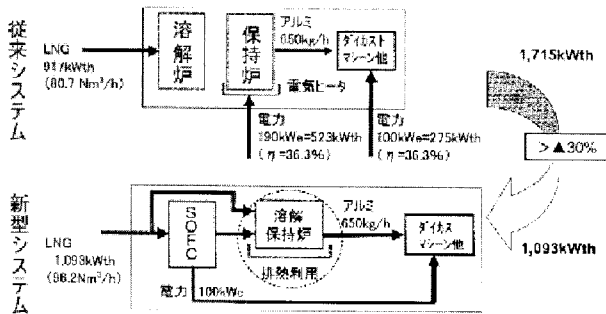 従来システム
LNG
917kWth
(80.7 Nm³/h)
溶解炉
保持炉
アルミ
650kg/h
ダイカスト
マシーン他
電気ヒータ
電力
190kWe=523kWth
(η=36.3%)
電力
100kWe=275kWth
(η=36.3%)
1,715kWth
>▲30%
1,093kWth
新型システム
LNG
1,093kWth
(96.2Nm³/h)
SOFC
溶解
保持炉
排熱利用
アルミ
650kg/h
ダイカス
マシーン他
電力
100kWe